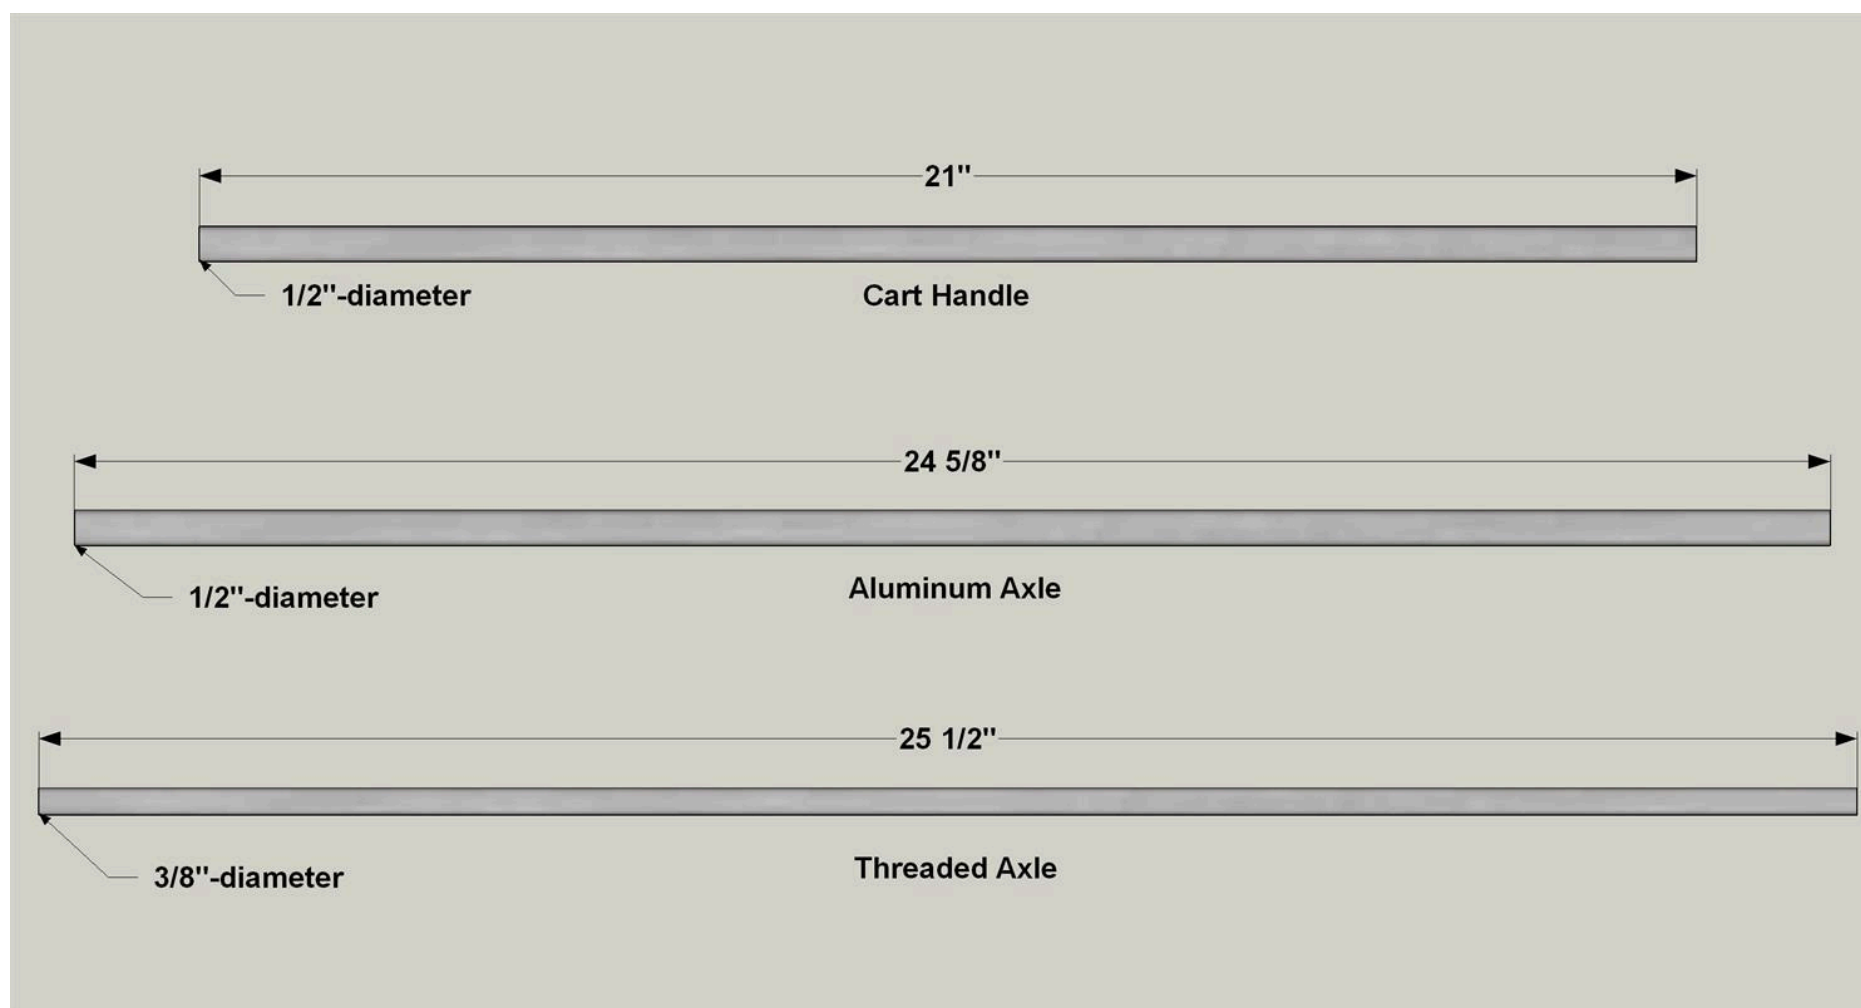 21"
1/2"-diameter
Cart Handle
24 5/8"
1/2"-diameter
Aluminum Axle
25 1/2"
3/8"-diameter
Threaded Axle